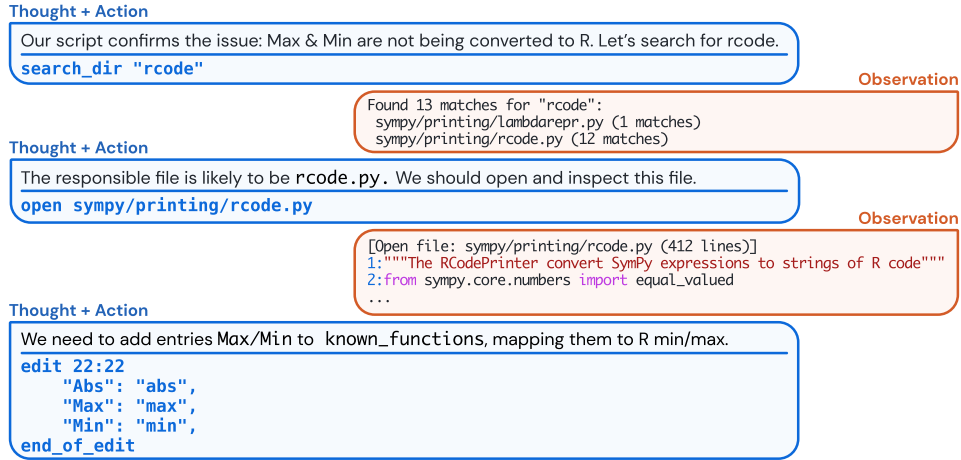 Thought + Action
Our script confirms the issue: Max & Min are not being converted to R. Let's search for rcode.
search_dir "rcode"
Observation
Found 13 matches for "rcode":
sympy/printing/lambdarepr.py (1 matches)
sympy/printing/rcode.py (12 matches)
Thought + Action
The responsible file is likely to be rcode.py. We should open and inspect this file.
open sympy/printing/rcode.py
Observation
[Open file: sympy/printing/rcode.py (412 lines)]
1:"""The RCodePrinter convert SymPy expressions to strings of R code"""
2:from sympy.core.numbers import equal_valued
...
Thought + Action
We need to add entries Max/Min to known_functions, mapping them to R min/max.
edit 22:22
"Abs": "abs",
"Max": "max",
"Min": "min",
end_of_edit